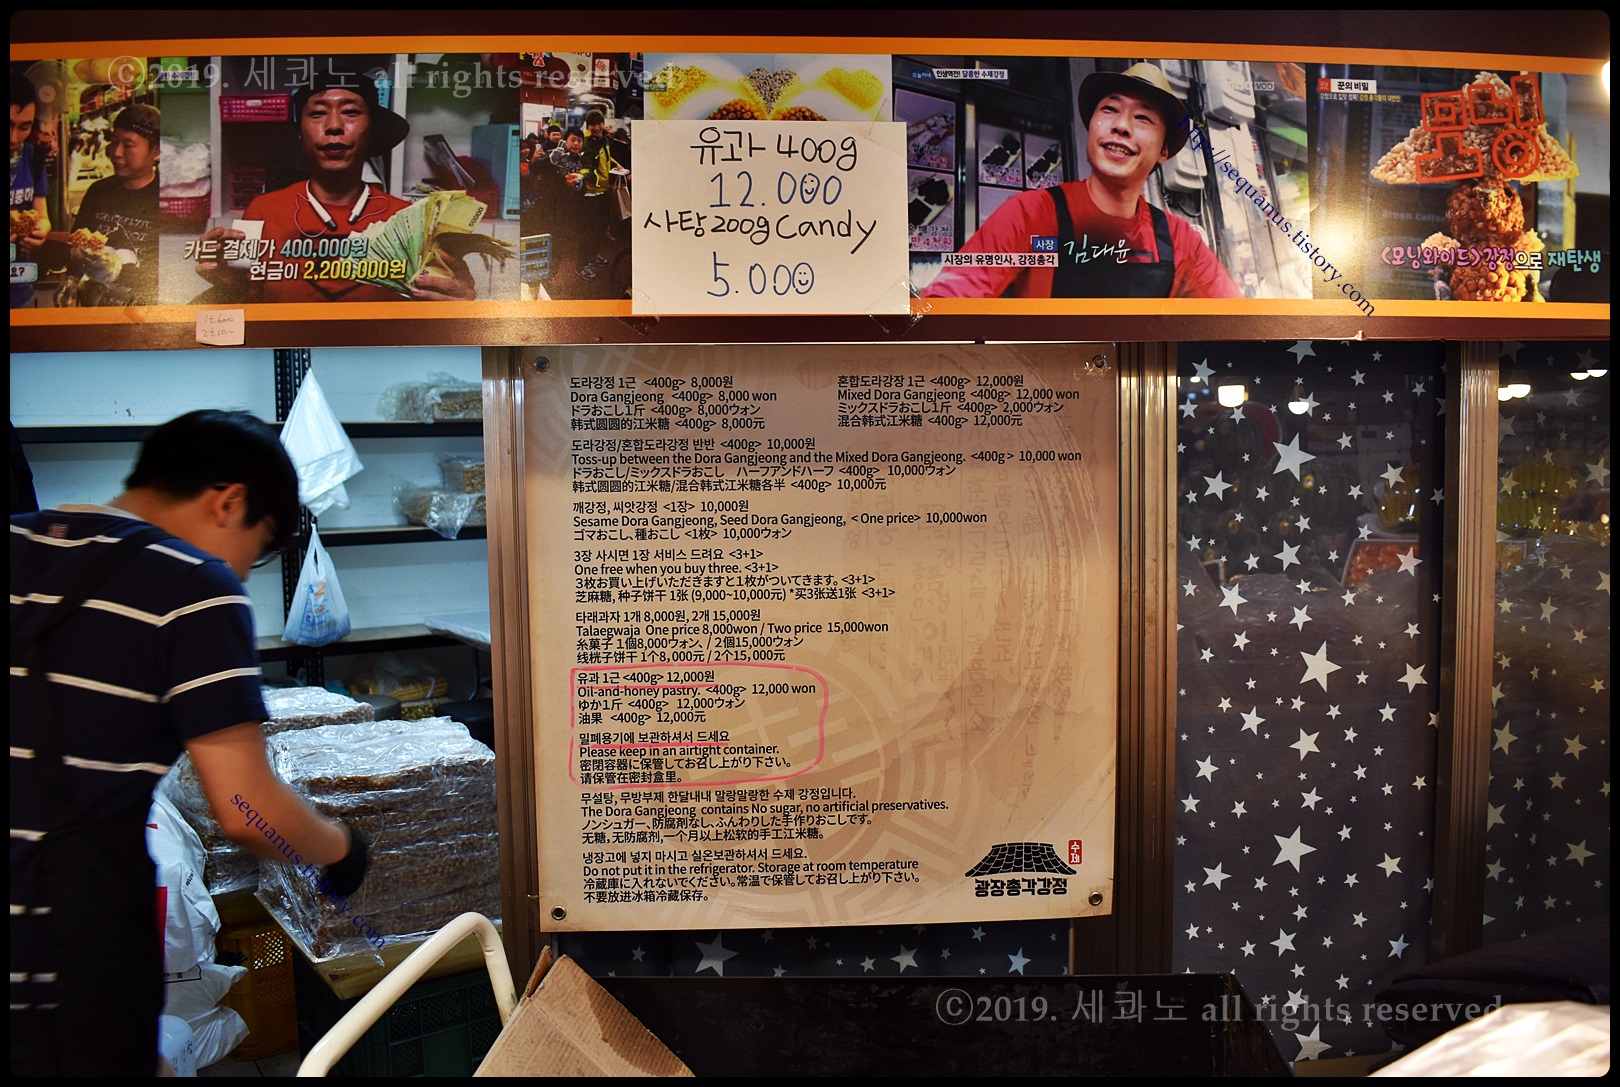 ©2019. 세콰노 all rights reserved.
카드 결제가 400,000원
현금이 2,200,000원
유과 400g
12.000
사탕 200g Candy
5.000
인생역전! 달콤한 수제강정
VOD
사장 김대윤
시장의 유명인사, 강정총각
꾼의 비밀
모닝
<모닝와이드> 강정으로 재탄생
http://sequanus.tistory.com
도라강정 1근 <400g> 8,000원
Dora Gangjeong <400g> 8,000 won
ドラおこし1斤 <400g> 8,000ウォン
韩式圆圆的江米糖 <400g> 8,000元
혼합도라강장 1근 <400g> 12,000원
Mixed Dora Gangjeong <400g> 12,000 won
ミックスドラおこし1斤 <400g> 2,000ウォン
混合韩式江米糖 <400g> 12,000元
도라강정/혼합도라강정 반반 <400g> 10,000원
Toss-up between the Dora Gangjeong and the Mixed Dora Gangjeong. <400g > 10,000 won
ドラおこし/ミックスドラおこし ハーフアンドハーフ <400g> 10,000ウォン
韩式圆圆的江米糖/混合韩式江米糖各半 <400g> 10,000元
깨강정, 씨앗강정 <1장> 10,000원
Sesame Dora Gangjeong, Seed Dora Gangjeong, < One price> 10,000won
ゴマおこし、種おこし <1枚> 10,000ウォン
3장 사시면 1장 서비스 드려요 <3+1>
One free when you buy three. <3+1>
3枚お買い上げいただきますと1枚がついてきます。<3+1>
芝麻糖, 种子饼干 1张 (9,000~10,000元) *买3张送1张 <3+1>
타래과자 1개 8,000원, 2개 15,000원
Talaegwaja One price 8,000won / Two price 15,000won
糸菓子 1個8,000ウォン、/ 2個15,000ウォン
线桄子饼干 1个8,000元 / 2个15,000元
유과 1근 <400g> 12,000원
Oil-and-honey pastry. <400g> 12,000 won
ゆか1斤 <400g> 12,000ウォン
油果 <400g> 12,000元
밀폐용기에 보관하셔서 드세요
Please keep in an airtight container.
密閉容器に保管してお召し上がり下さい。
请保管在密封盒里。
무설탕, 무방부제 한달내내 말랑말랑한 수제 강정입니다.
The Dora Gangjeong contains No sugar, no artificial preservatives.
ノンシュガー、防腐剤なし、ふんわりした手作りおこしです。
无糖, 无防腐剂, 一个月以上松软的手工江米糖。
냉장고에 넣지 마시고 실온보관하셔서 드세요.
Do not put it in the refrigerator. Storage at room temperature
冷蔵庫に入れないでください。常温で保管してお召し上がり下さい。
不要放进冰箱冷藏保存。
수제
광장총각강정
sequanus.tistory.com
©2019. 세콰노 all rights reserved.